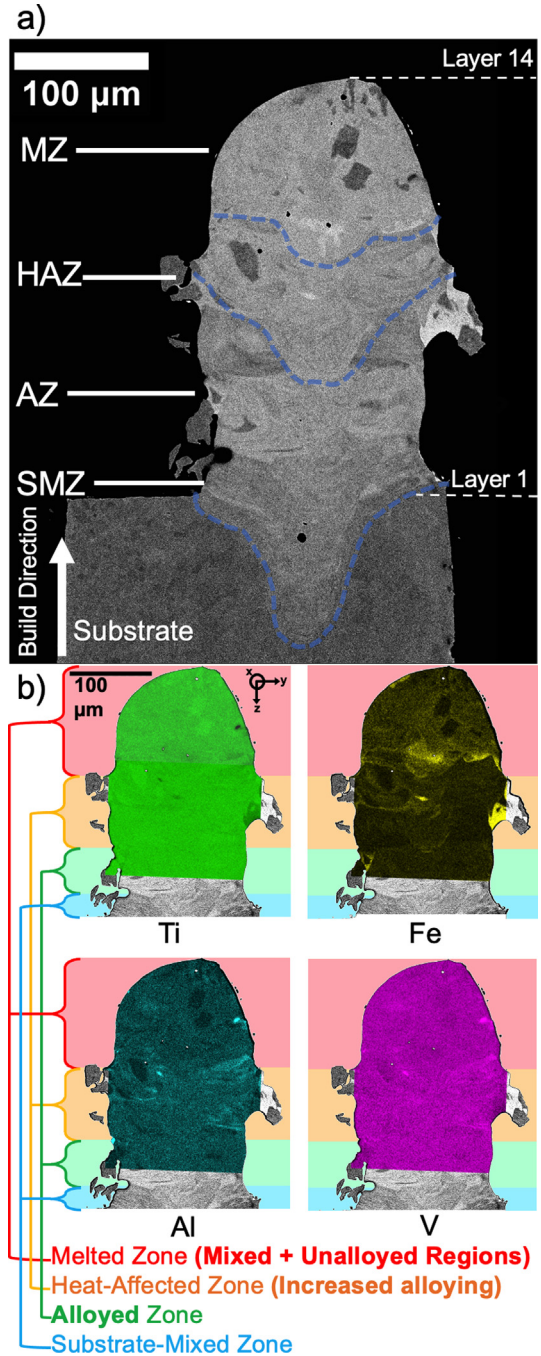 a)
Layer 14
100 µm
MZ
HAZ
AZ
SMZ
Layer 1
Build Direction
Substrate
b)
100
µm
x
y
z
Ti
Fe
Al
V
Melted Zone (Mixed + Unalloyed Regions)
Heat-Affected Zone (Increased alloying)
Alloyed Zone
Substrate-Mixed Zone